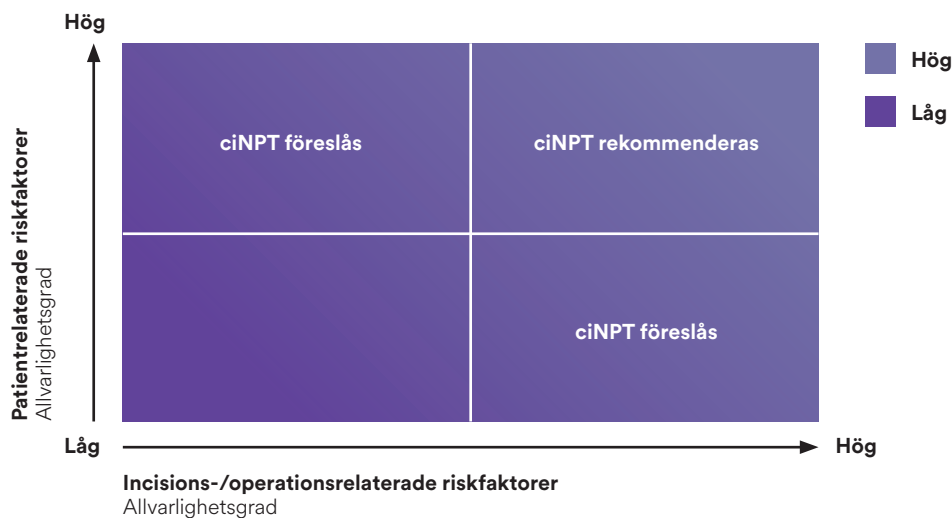 Hög
Hög
Låg
ciNPT föreslås
ciNPT rekommenderas
ciNPT föreslås
Patientrelaterade riskfaktorer
Allvarlighetsgrad
Låg
Hög
Incisions-/operationsrelaterade riskfaktorer
Allvarlighetsgrad